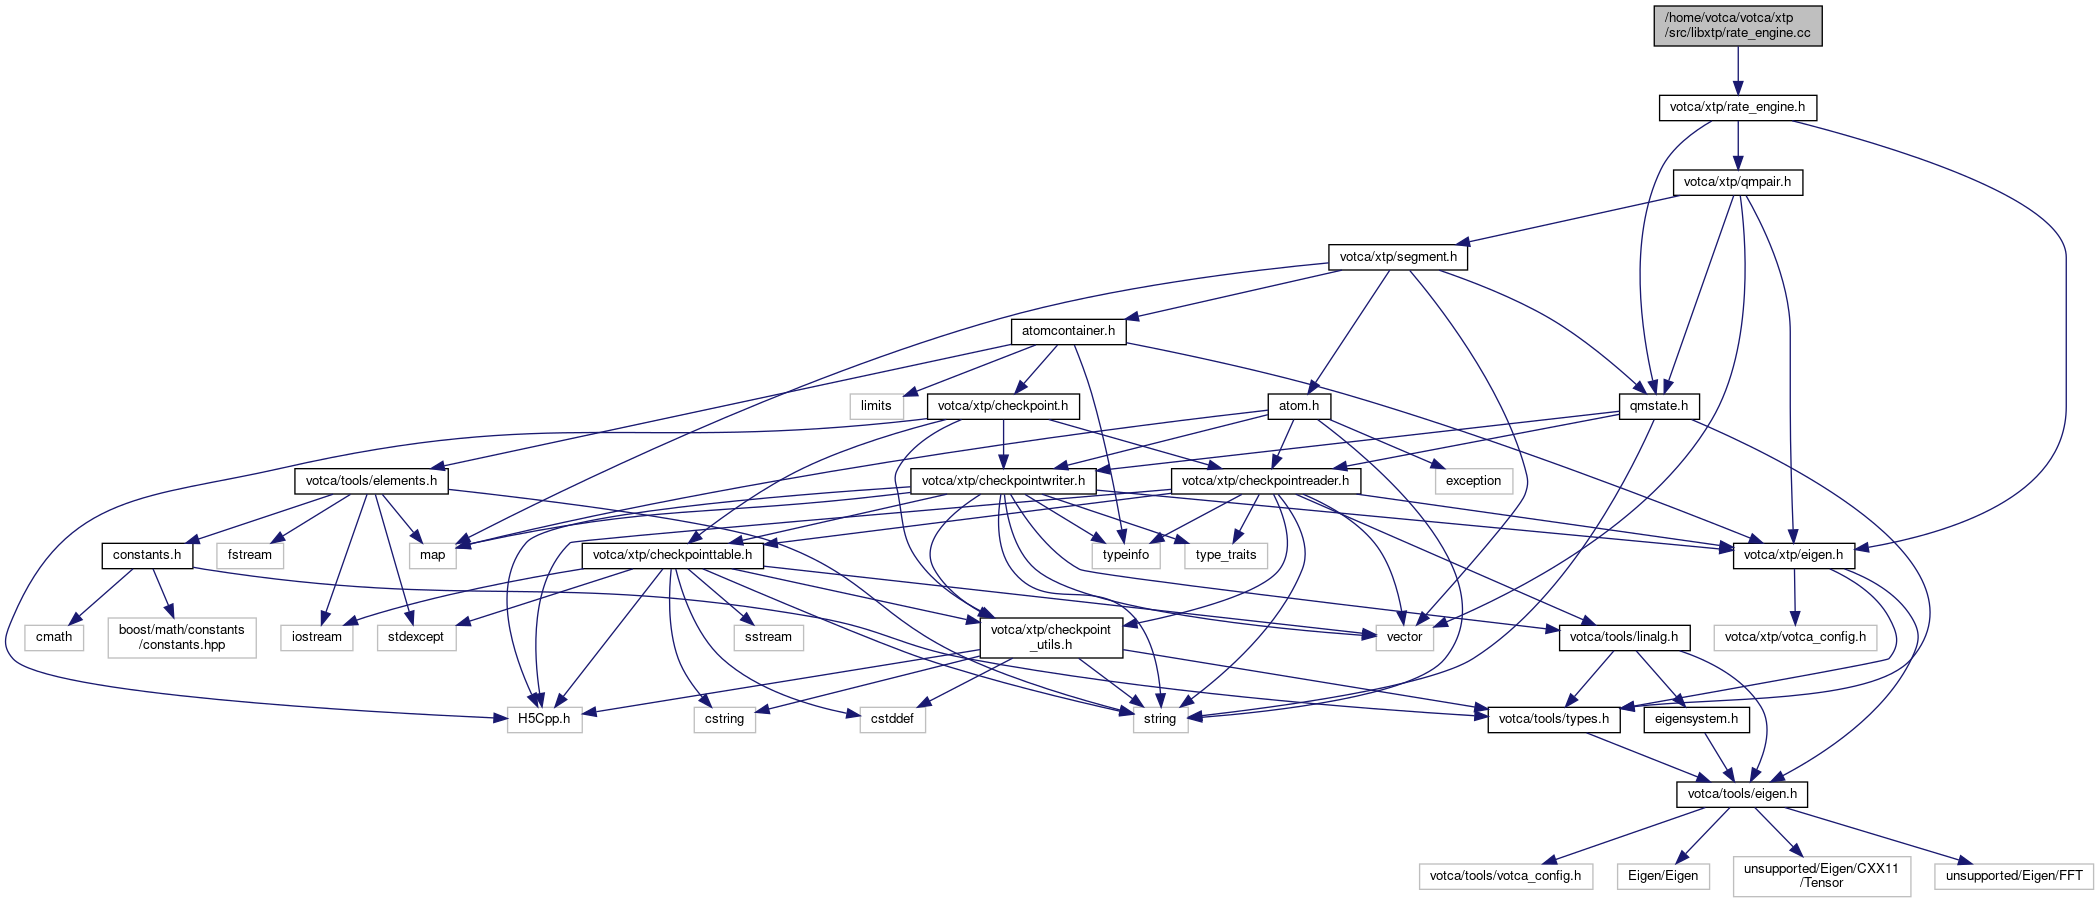 /home/votca/votca/xtp
/src/libxtp/rate_engine.cc
votca/xtp/rate_engine.h
votca/xtp/qmpair.h
votca/xtp/segment.h
atomcontainer.h
limits
votca/xtp/checkpoint.h
atom.h
qmstate.h
votca/tools/elements.h
votca/xtp/checkpointwriter.h
votca/xtp/checkpointreader.h
exception
constants.h
fstream
map
votca/xtp/checkpointtable.h
typeinfo
type_traits
votca/xtp/eigen.h
cmath
boost/math/constants
/constants.hpp
iostream
stdexcept
sstream
votca/xtp/checkpoint
_utils.h
vector
votca/tools/linalg.h
votca/xtp/votca_config.h
H5Cpp.h
cstring
cstddef
string
votca/tools/types.h
eigensystem.h
votca/tools/eigen.h
votca/tools/votca_config.h
Eigen/Eigen
unsupported/Eigen/CXX11
/Tensor
unsupported/Eigen/FFT